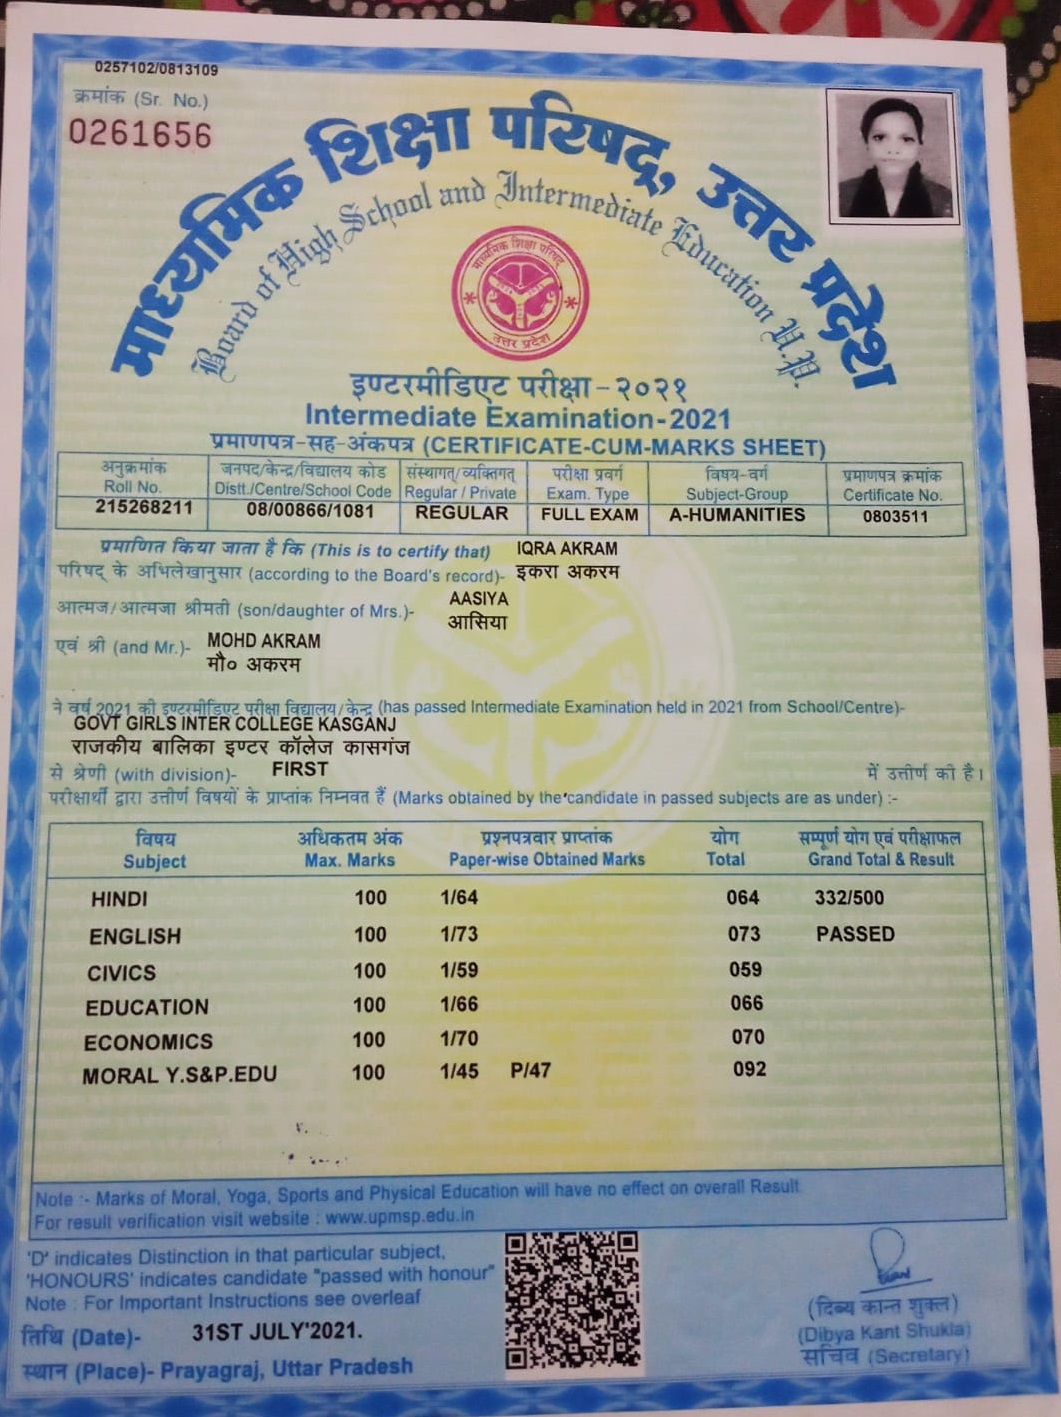 0257102/0813109
क्रमांक (Sr. No.)
0261656
माध्यमिक शिक्षा परिषद्, उत्तर प्रदेश
Board of High School and Intermediate Education U.P.
माध्यमिक शिक्षा परिषद्
उत्तर प्रदेश
इण्टरमीडिएट परीक्षा-२०२१
Intermediate Examination-2021
प्रमाणपत्र-सह-अंकपत्र (CERTIFICATE-CUM-MARKS SHEET)
अनुक्रमांक जनपद/केन्द्र/विद्यालय कोड संस्थागत/व्यक्तिगत परीक्षा प्रवर्ग विषय-वर्ग प्रमाणपत्र क्रमांक
Roll No. Distt./Centre/School Code Regular / Private Exam. Type Subject-Group Certificate No.
215268211 08/00866/1081 REGULAR FULL EXAM A-HUMANITIES 0803511
प्रमाणित किया जाता है कि (This is to certify that) IQRA AKRAM
परिषद् के अभिलेखानुसार (according to the Board's record)- इकरा अकरम
AASIYA
आत्मज/आत्मजा श्रीमती (son/daughter of Mrs.)- आसिया
एवं श्री (and Mr.)- MOHD AKRAM
मौ० अकरम
ने वर्ष 2021 की इण्टरमीडिएट परीक्षा विद्यालय/केन्द्र (has passed Intermediate Examination held in 2021 from School/Centre)-
GOVT GIRLS INTER COLLEGE KASGANJ
राजकीय बालिका इण्टर कॉलेज कासगंज
से श्रेणी (with division)- FIRST में उत्तीर्ण की है।
परीक्षार्थी द्वारा उत्तीर्ण विषयों के प्राप्तांक निम्नवत हैं (Marks obtained by the candidate in passed subjects are as under) :-
विषय अधिकतम अंक प्रश्नपत्रवार प्राप्तांक योग सम्पूर्ण योग एवं परीक्षाफल
Subject Max. Marks Paper-wise Obtained Marks Total Grand Total & Result
HINDI 100 1/64 064 332/500
ENGLISH 100 1/73 073 PASSED
CIVICS 100 1/59 059
EDUCATION 100 1/66 066
ECONOMICS 100 1/70 070
MORAL Y.S&P.EDU 100 1/45 P/47 092
Note :- Marks of Moral, Yoga, Sports and Physical Education will have no effect on overall Result
For result verification visit website : www.upmsp.edu.in
'D' indicates Distinction in that particular subject,
'HONOURS' indicates candidate "passed with honour"
Note : For Important Instructions see overleaf
तिथि (Date)- 31ST JULY'2021.
स्थान (Place)- Prayagraj, Uttar Pradesh
(दिब्य कान्त शुक्ल)
(Dibya Kant Shukla)
सचिव (Secretary)